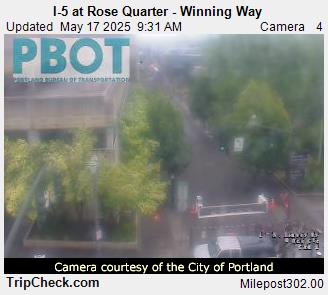 I-5 at Rose Quarter - Winning Way
Updated May 17 2025 9:31 AM Camera 4
PBOT
PORTLAND BUREAU OF TRANSPORTATION
Camera courtesy of the City of Portland
TripCheck.com Milepost302.00